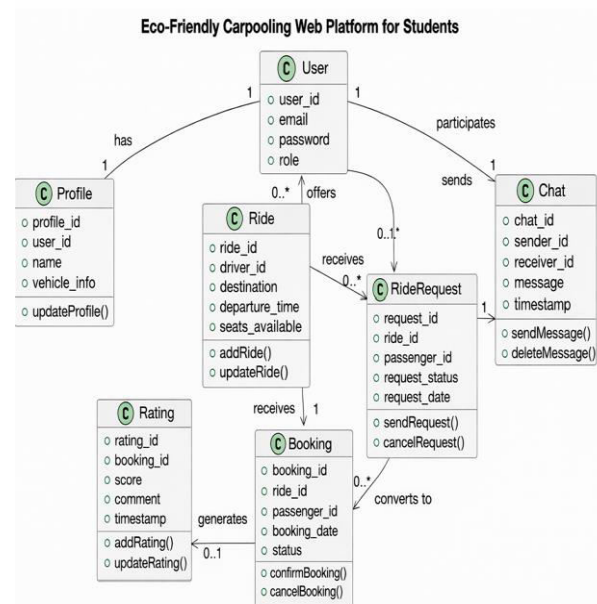 Eco-Friendly Carpooling Web Platform for Students
C User
user_id
email
password
role
1
1
has
participates
1
1
sends
0..* offers
C Profile
profile_id
user_id
name
vehicle_info
updateProfile()
C Ride
ride_id
driver_id
destination
departure_time
seats_available
addRide()
updateRide()
0..1.*
receives
0..*
C Chat
chat_id
sender_id
receiver_id
message
timestamp
sendMessage()
deleteMessage()
C RideRequest
request_id
ride_id
passenger_id
request_status
request_date
sendRequest()
cancelRequest()
1
receives 1
C Rating
rating_id
booking_id
score
comment
timestamp
addRating()
updateRating()
generates
0..1
C Booking
booking_id
ride_id
passenger_id
booking_date
status
confirmBooking()
cancelBooking()
0..*
converts to